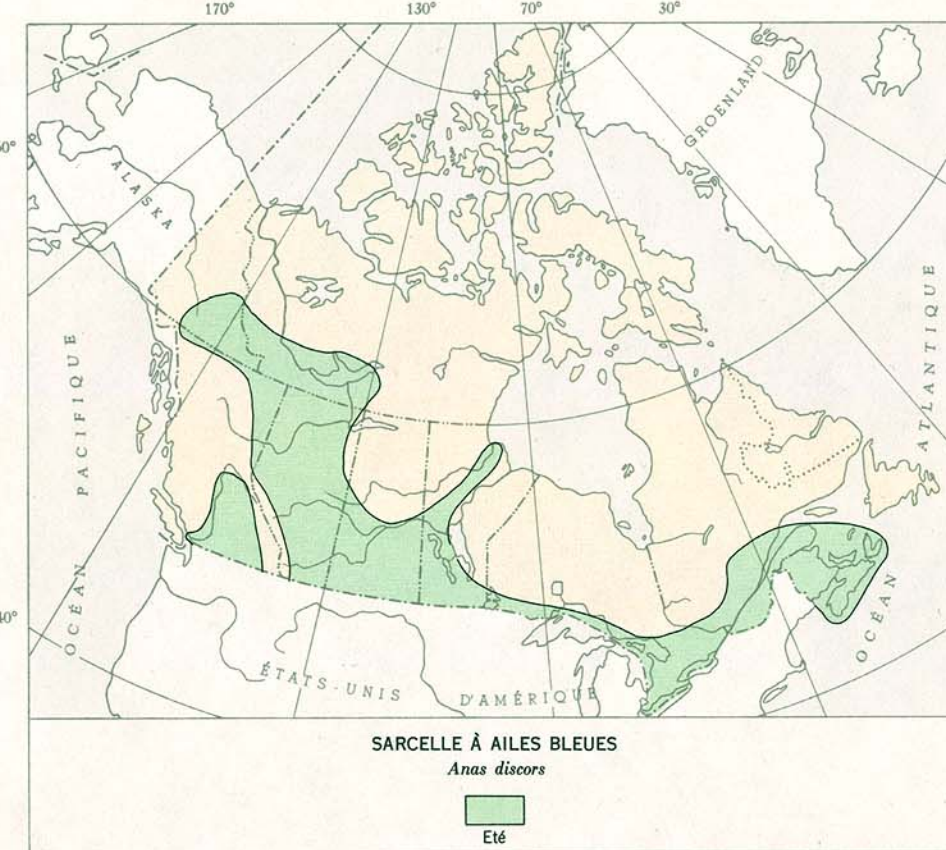 170° 130° 70° 30°
ALASKA
GROENLAND
OCÉAN PACIFIQUE
OCÉAN ATLANTIQUE
40°
ÉTATS-UNIS D'AMÉRIQUE
SARCELLE À AILES BLEUES
Anas discors
Eté